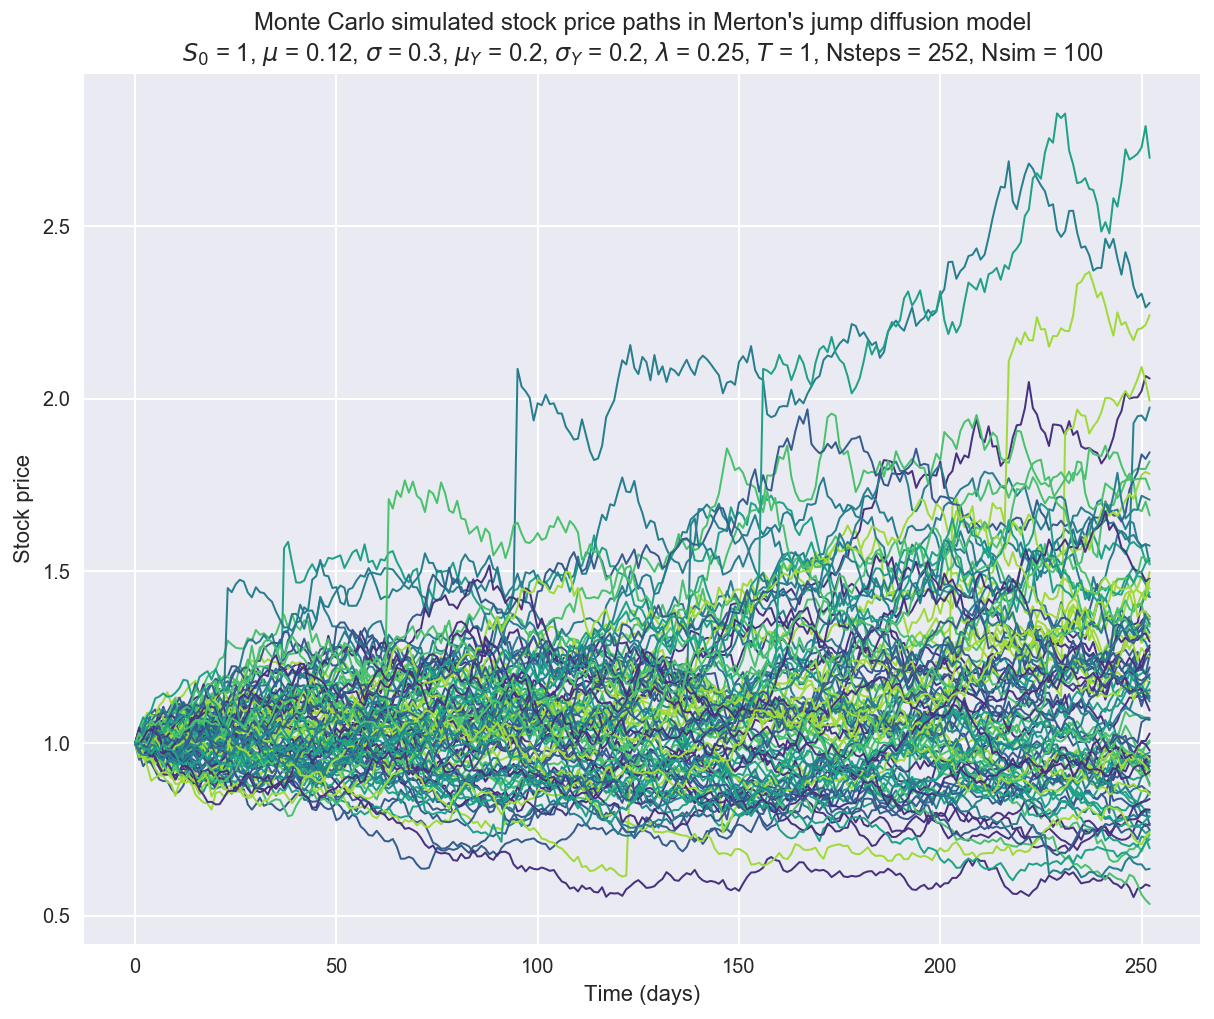 Monte Carlo simulated stock price paths in Merton's jump diffusion model
S₀ = 1, μ = 0.12, σ = 0.3, μ_Y = 0.2, σ_Y = 0.2, λ = 0.25, T = 1, Nsteps = 252, Nsim = 100
2.5
2.0
1.5
1.0
0.5
Stock price
0 50 100 150 200 250
Time (days)